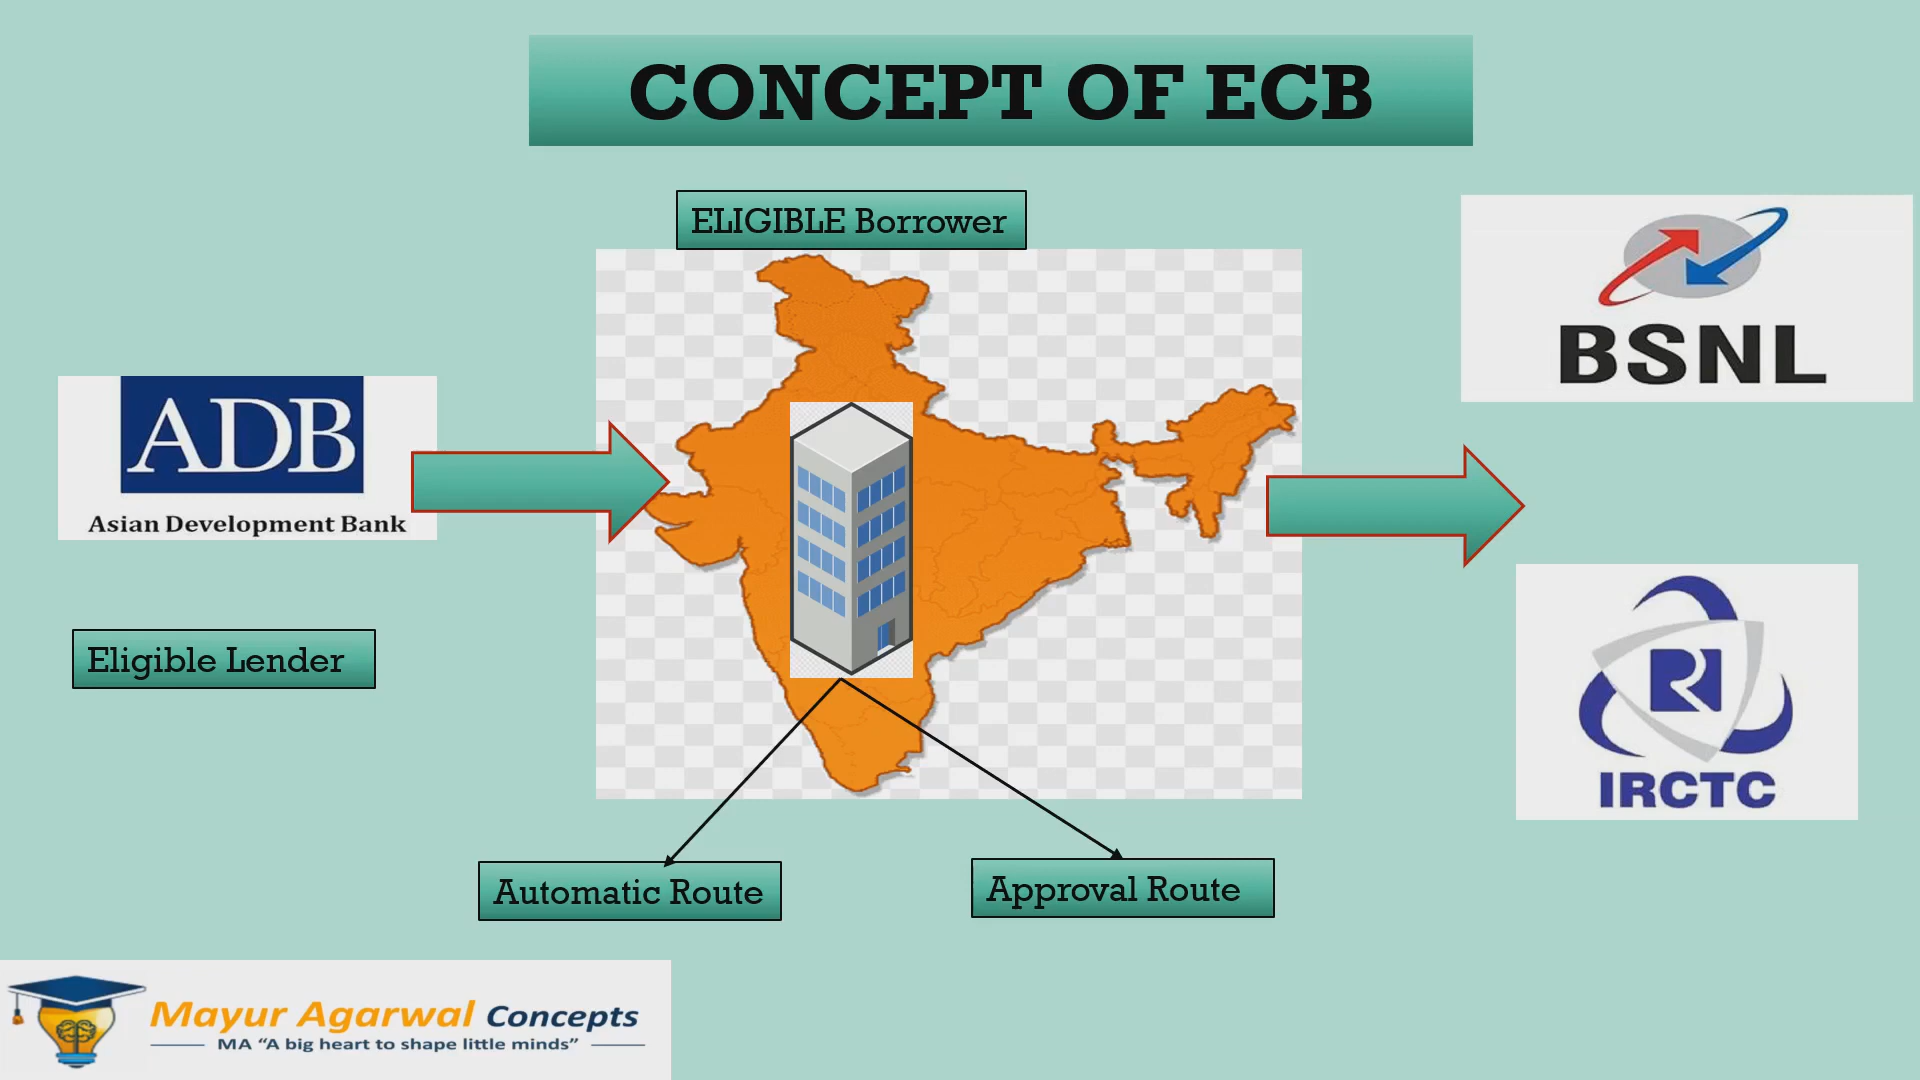 CONCEPT OF ECB
ELIGIBLE Borrower
BSNL
ADB
Asian Development Bank
Eligible Lender
IRCTC
Automatic Route
Approval Route
Mayur Agarwal Concepts
MA “A big heart to shape little minds”